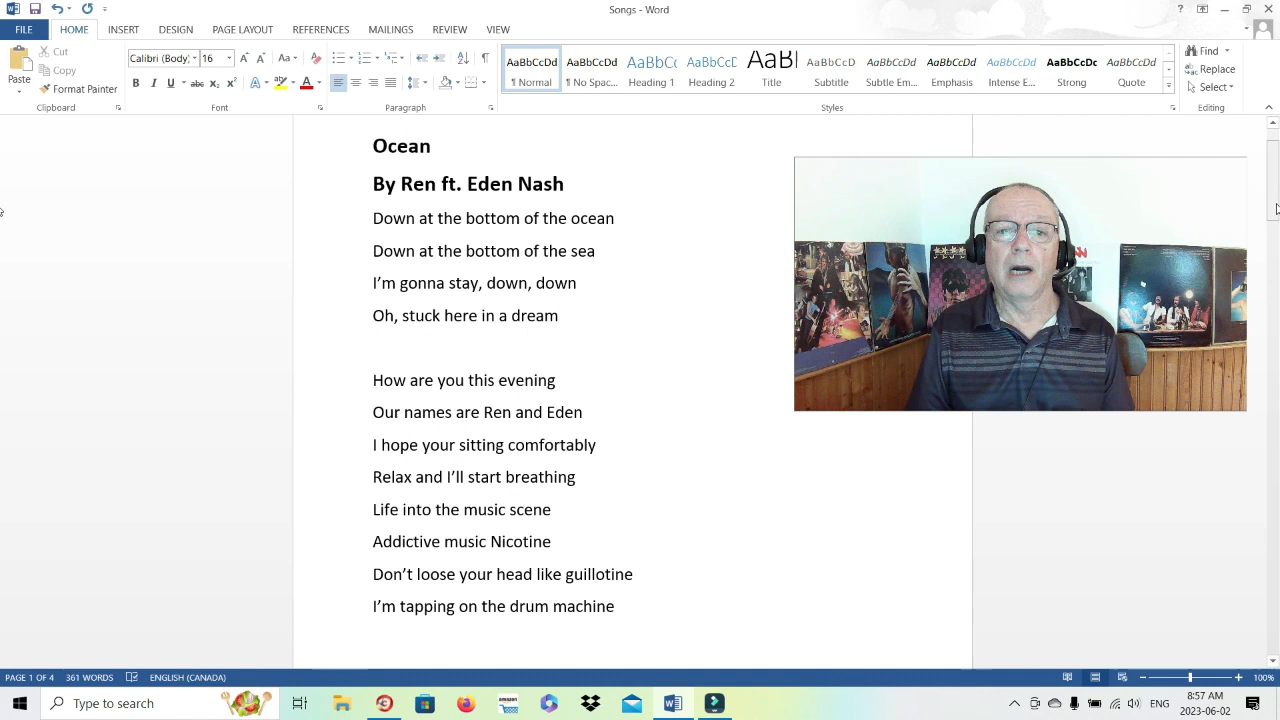 Songs - Word
FILE HOME INSERT DESIGN PAGE LAYOUT REFERENCES MAILINGS REVIEW VIEW
Paste
Cut
Copy
Format Painter
Clipboard
Calibri (Body) 16
Font
Paragraph
AaBbCcDd AaBbCcDd AaBbCc AaBbCcD AaBl AaBbCcD AaBbCcDd AaBbCcDd AaBbCcDd AaBbCcDc AaBbCcDd
¶ Normal ¶ No Spac... Heading 1 Heading 2 Title Subtitle Subtle Em... Emphasis Intense E... Strong Quote
Styles
Find
Replace
Select
Editing
Ocean
By Ren ft. Eden Nash
Down at the bottom of the ocean
Down at the bottom of the sea
I’m gonna stay, down, down
Oh, stuck here in a dream
How are you this evening
Our names are Ren and Eden
I hope your sitting comfortably
Relax and I’ll start breathing
Life into the music scene
Addictive music Nicotine
Don’t loose your head like guillotine
I’m tapping on the drum machine
PAGE 1 OF 4 361 WORDS ENGLISH (CANADA) 100%
Type to search
amazon
ENG
8:57 AM
2023-06-02